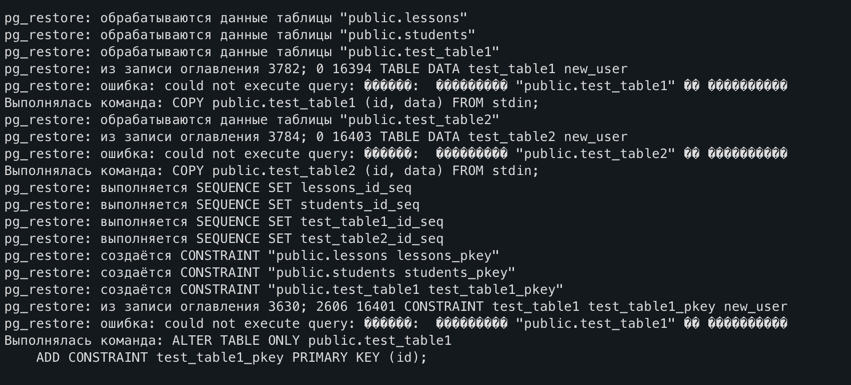 pg_restore: обрабатываются данные таблицы "public.lessons"
pg_restore: обрабатываются данные таблицы "public.students"
pg_restore: обрабатываются данные таблицы "public.test_table1"
pg_restore: из записи оглавления 3782; 0 16394 TABLE DATA test_table1 new_user
pg_restore: ошибка: could not execute query: ������:  ��������� "public.test_table1" �� ����������
Выполнялась команда: COPY public.test_table1 (id, data) FROM stdin;
pg_restore: обрабатываются данные таблицы "public.test_table2"
pg_restore: из записи оглавления 3784; 0 16403 TABLE DATA test_table2 new_user
pg_restore: ошибка: could not execute query: ������:  ��������� "public.test_table2" �� ����������
Выполнялась команда: COPY public.test_table2 (id, data) FROM stdin;
pg_restore: выполняется SEQUENCE SET lessons_id_seq
pg_restore: выполняется SEQUENCE SET students_id_seq
pg_restore: выполняется SEQUENCE SET test_table1_id_seq
pg_restore: выполняется SEQUENCE SET test_table2_id_seq
pg_restore: создаётся CONSTRAINT "public.lessons lessons_pkey"
pg_restore: создаётся CONSTRAINT "public.students students_pkey"
pg_restore: создаётся CONSTRAINT "public.test_table1 test_table1_pkey"
pg_restore: из записи оглавления 3630; 2606 16401 CONSTRAINT test_table1 test_table1_pkey new_user
pg_restore: ошибка: could not execute query: ������:  ��������� "public.test_table1" �� ����������
Выполнялась команда: ALTER TABLE ONLY public.test_table1
    ADD CONSTRAINT test_table1_pkey PRIMARY KEY (id);